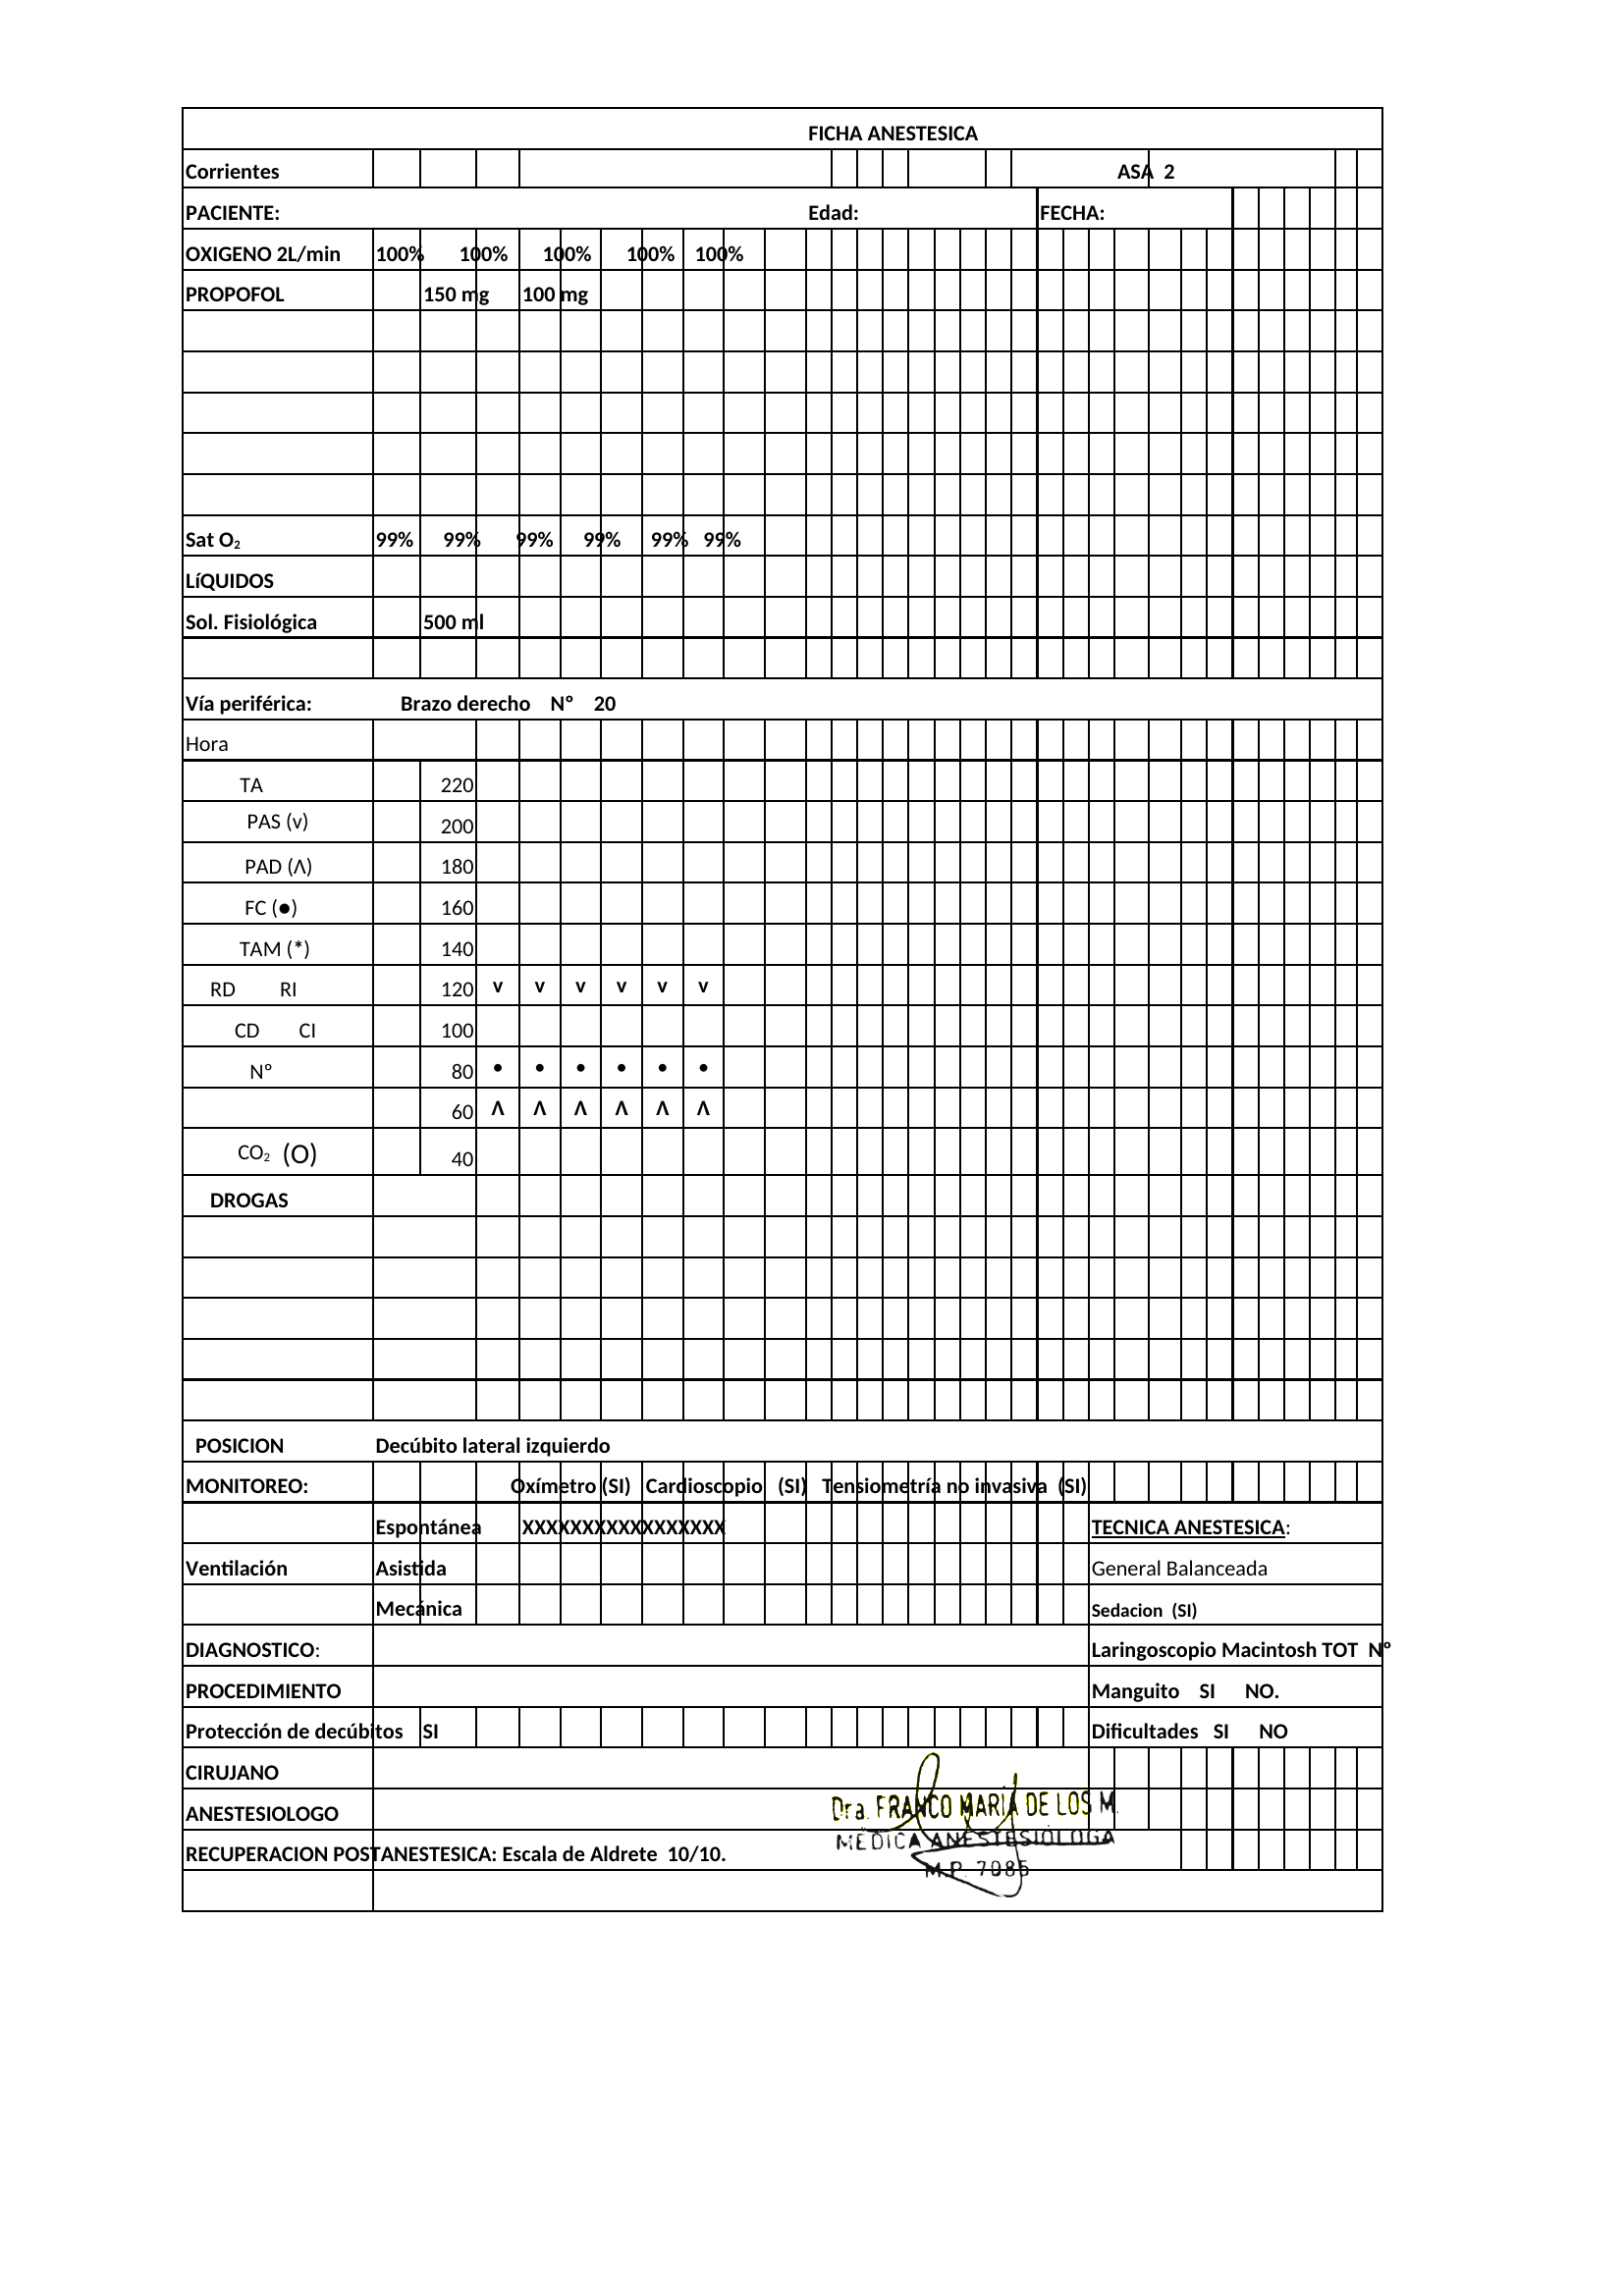 FICHA ANESTESICA
Corrientes ASA 2
PACIENTE: Edad: FECHA:
OXIGENO 2L/min 100% 100% 100% 100% 100%
PROPOFOL 150 mg 100 mg
Sat O₂ 99% 99% 99% 99% 99% 99%
LíQUIDOS
Sol. Fisiológica 500 ml
Vía periférica: Brazo derecho Nº 20
Hora
TA 220
PAS (v) 200
PAD (Λ) 180
FC (●) 160
TAM (*) 140
RD RI 120 v v v v v v
CD CI 100
Nº 80 • • • • • •
60 Λ Λ Λ Λ Λ Λ
CO₂ (O) 40
DROGAS
POSICION Decúbito lateral izquierdo
MONITOREO: Oxímetro (SI) Cardioscopio (SI) Tensiometría no invasiva (SI)
Espontánea XXXXXXXXXXXXXXXXX TECNICA ANESTESICA:
Ventilación Asistida General Balanceada
Mecánica Sedacion (SI)
DIAGNOSTICO: Laringoscopio Macintosh TOT Nº
PROCEDIMIENTO Manguito SI NO.
Protección de decúbitos SI Dificultades SI NO
CIRUJANO
ANESTESIOLOGO Dra. FRANCO MARIA DE LOS M.
MEDICA ANESTESIOLOGA
RECUPERACION POSTANESTESICA: Escala de Aldrete 10/10.
M.P. 7085